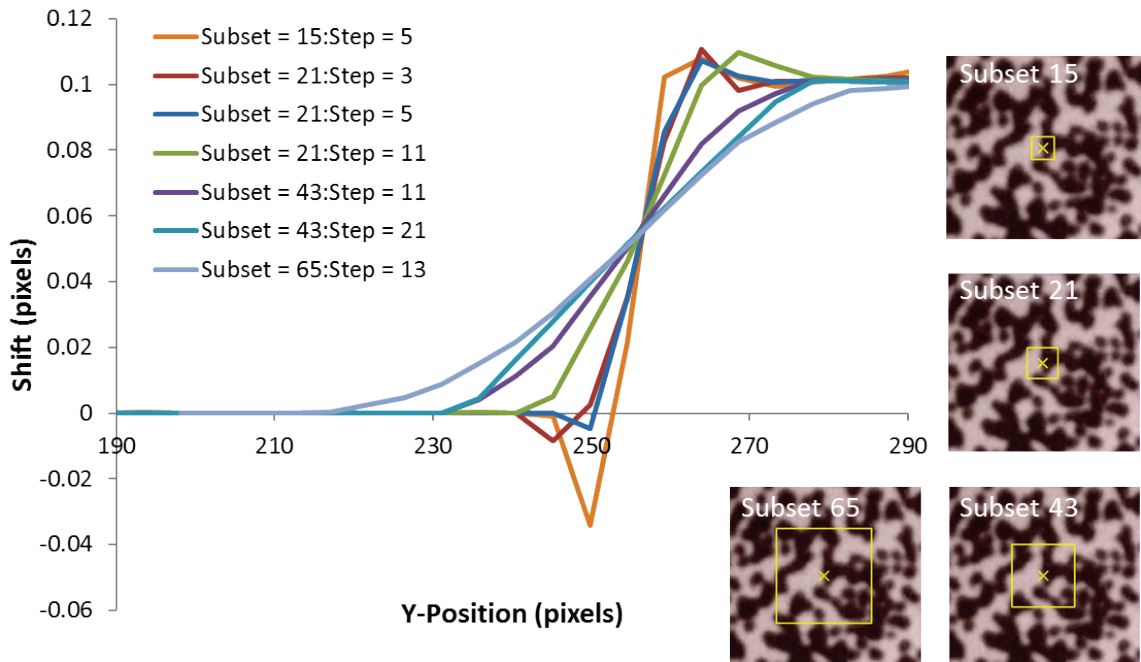 0.12
0.1
0.08
0.06
0.04
0.02
0
-0.02
-0.04
-0.06
Shift (pixels)
190
210
230
250
270
290
Y-Position (pixels)
Subset = 15:Step = 5
Subset = 21:Step = 3
Subset = 21:Step = 5
Subset = 21:Step = 11
Subset = 43:Step = 11
Subset = 43:Step = 21
Subset = 65:Step = 13
Subset 15
Subset 21
Subset 65
Subset 43